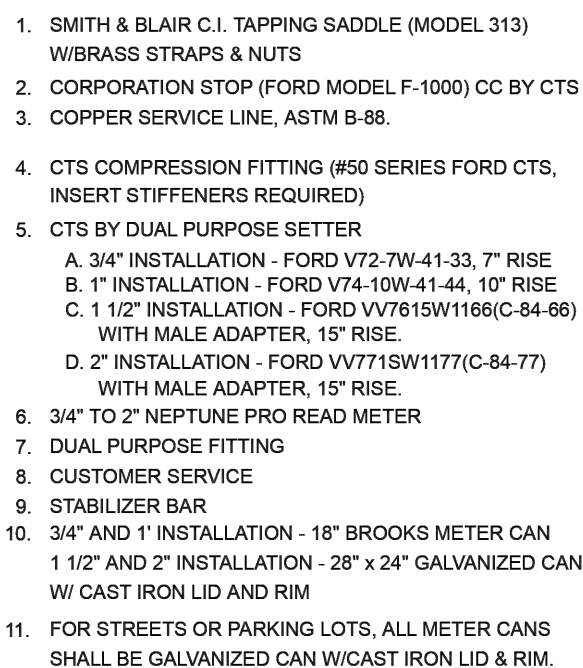 1. SMITH & BLAIR C.I. TAPPING SADDLE (MODEL 313)
W/BRASS STRAPS & NUTS
2. CORPORATION STOP (FORD MODEL F-1000) CC BY CTS
3. COPPER SERVICE LINE, ASTM B-88.
4. CTS COMPRESSION FITTING (#50 SERIES FORD CTS,
INSERT STIFFENERS REQUIRED)
5. CTS BY DUAL PURPOSE SETTER
A. 3/4" INSTALLATION - FORD V72-7W-41-33, 7" RISE
B. 1" INSTALLATION - FORD V74-10W-41-44, 10" RISE
C. 1 1/2" INSTALLATION - FORD VV7615W1166(C-84-66)
WITH MALE ADAPTER, 15" RISE.
D. 2" INSTALLATION - FORD VV771SW1177(C-84-77)
WITH MALE ADAPTER, 15" RISE.
6. 3/4" TO 2" NEPTUNE PRO READ METER
7. DUAL PURPOSE FITTING
8. CUSTOMER SERVICE
9. STABILIZER BAR
10. 3/4" AND 1' INSTALLATION - 18" BROOKS METER CAN
1 1/2" AND 2" INSTALLATION - 28" x 24" GALVANIZED CAN
W/ CAST IRON LID AND RIM
11. FOR STREETS OR PARKING LOTS, ALL METER CANS
SHALL BE GALVANIZED CAN W/CAST IRON LID & RIM.